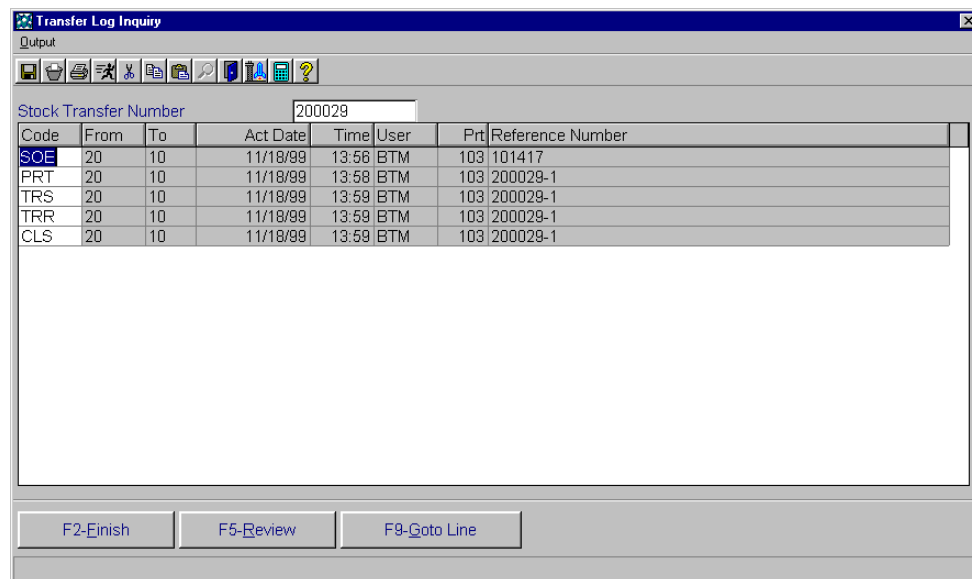 Transfer Log Inquiry
Output
Stock Transfer Number 200029
Code From To Act Date Time User Prt Reference Number
SOE 20 10 11/18/99 13:56 BTM 103 101417
PRT 20 10 11/18/99 13:58 BTM 103 200029-1
TRS 20 10 11/18/99 13:59 BTM 103 200029-1
TRR 20 10 11/18/99 13:59 BTM 103 200029-1
CLS 20 10 11/18/99 13:59 BTM 103 200029-1
F2-Finish F5-Review F9-Goto Line